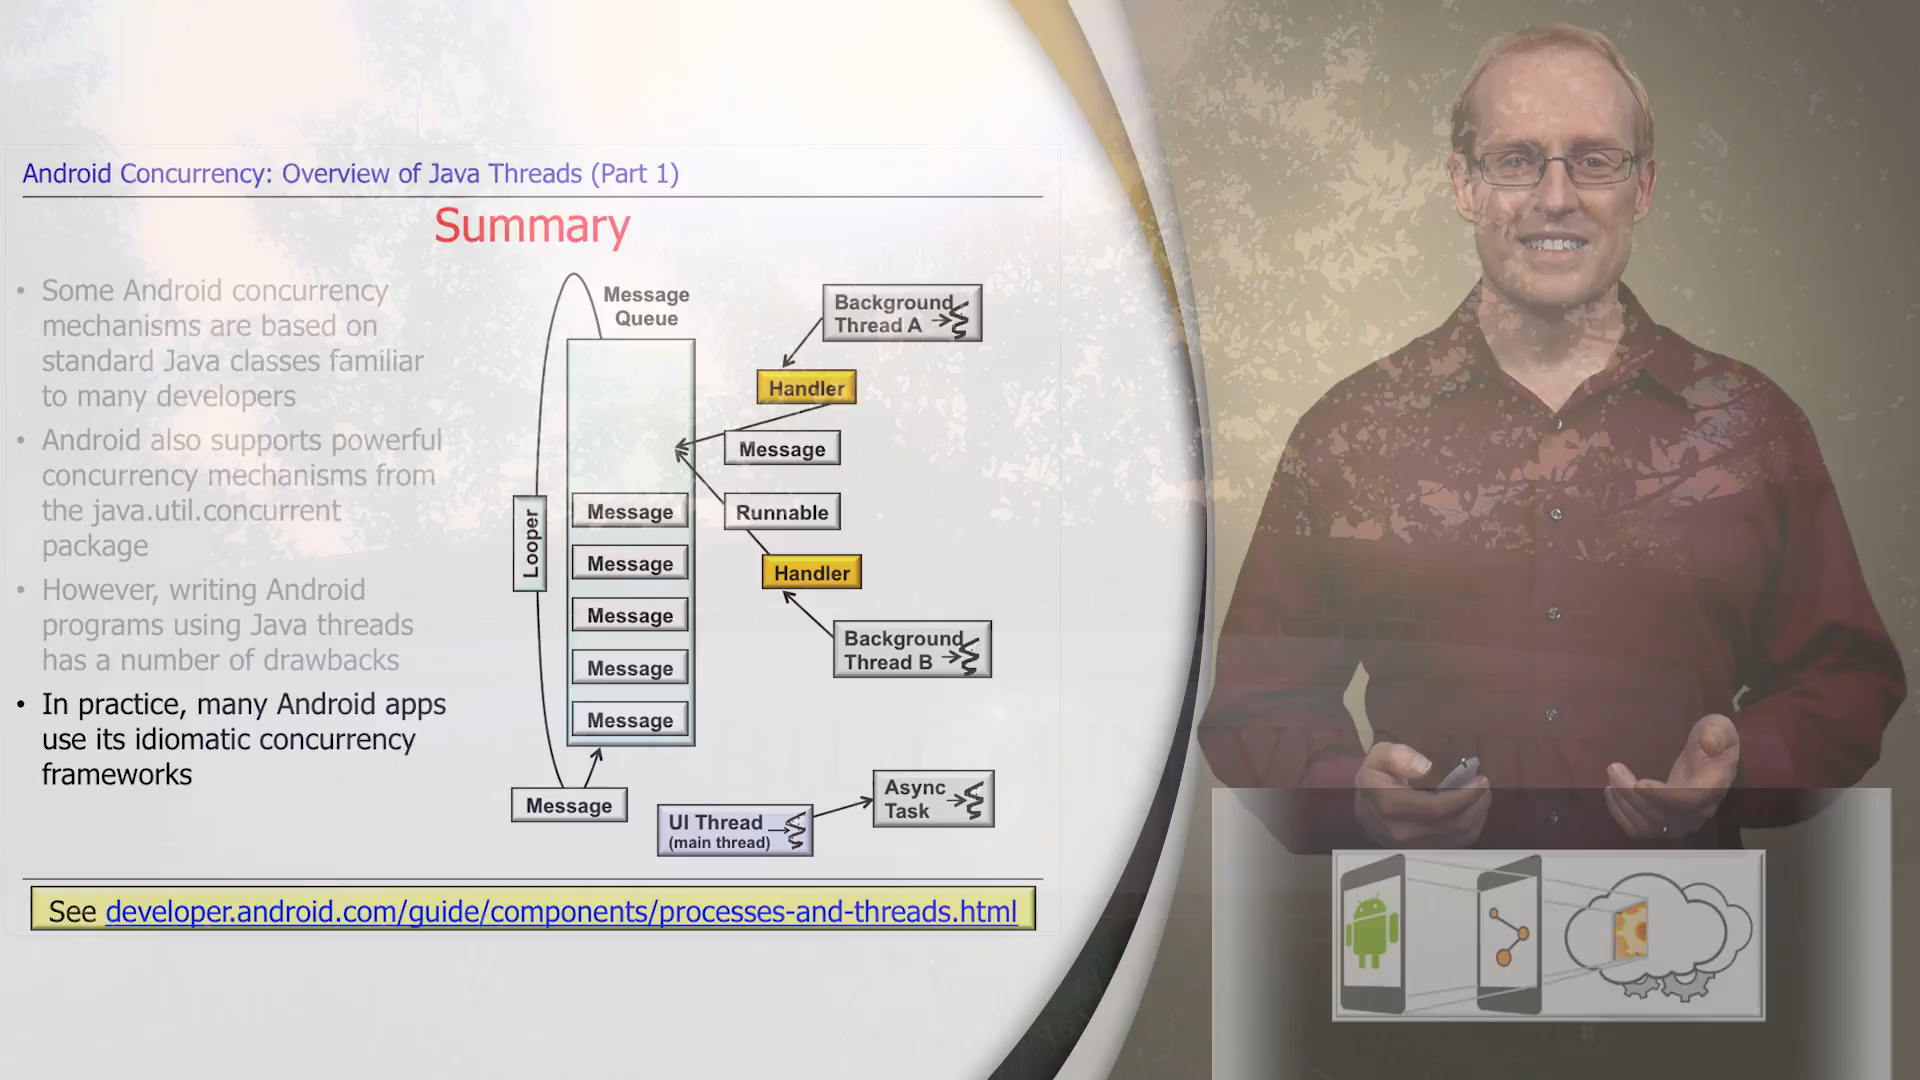 Android Concurrency: Overview of Java Threads (Part 1)
Summary
• Some Android concurrency
mechanisms are based on
standard Java classes familiar
to many developers
• Android also supports powerful
concurrency mechanisms from
the java.util.concurrent
package
• However, writing Android
programs using Java threads
has a number of drawbacks
• In practice, many Android apps
use its idiomatic concurrency
frameworks
Message
Queue
Looper
Message
Message
Message
Message
Message
Message
Background
Thread A
Handler
Message
Runnable
Handler
Background
Thread B
UI Thread
(main thread)
Async
Task
See developer.android.com/guide/components/processes-and-threads.html